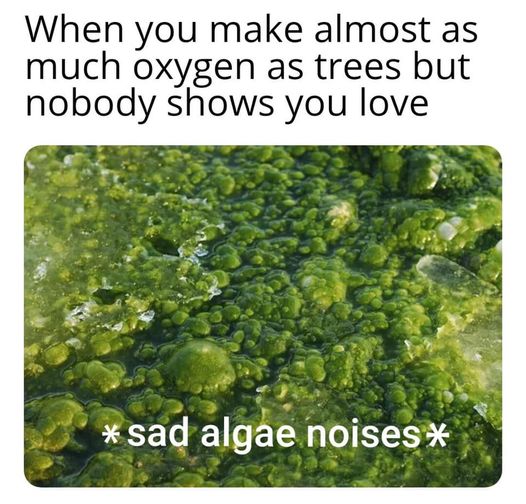 When you make almost as
much oxygen as trees but
nobody shows you love
*sad algae noises*